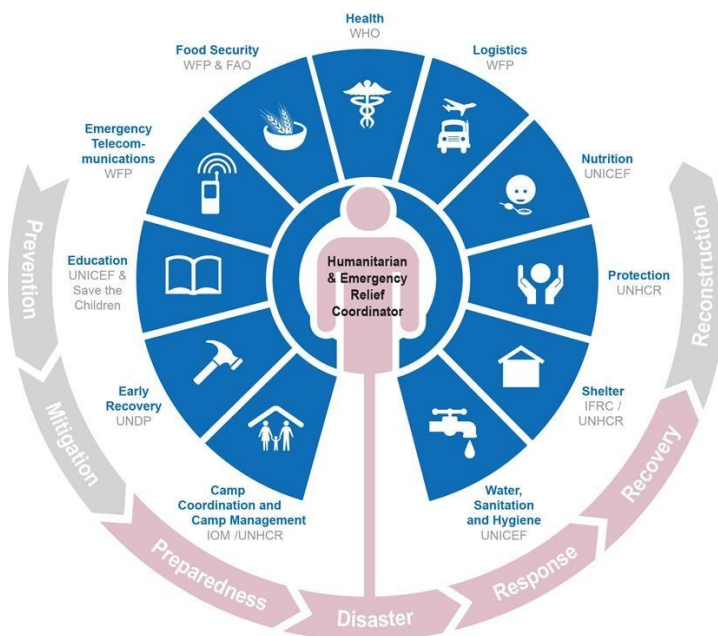 Health
WHO
Logistics
WFP
Nutrition
UNICEF
Protection
UNHCR
Shelter
IFRC /
UNHCR
Water,
Sanitation
and Hygiene
UNICEF
Camp
Coordination and
Camp Management
IOM /UNHCR
Early
Recovery
UNDP
Education
UNICEF &
Save the
Children
Emergency
Telecom-
munications
WFP
Food Security
WFP & FAO
Humanitarian
& Emergency
Relief
Coordinator
Prevention
Mitigation
Preparedness
Disaster
Response
Recovery
Reconstruction